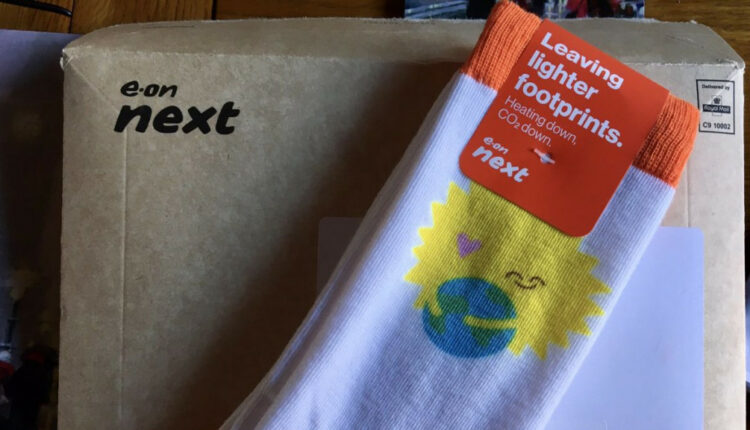 e·on
next
Leaving
lighter
footprints.
Heating down,
CO₂ down.
e·on
next
Delivered by
Royal Mail
C9 10002